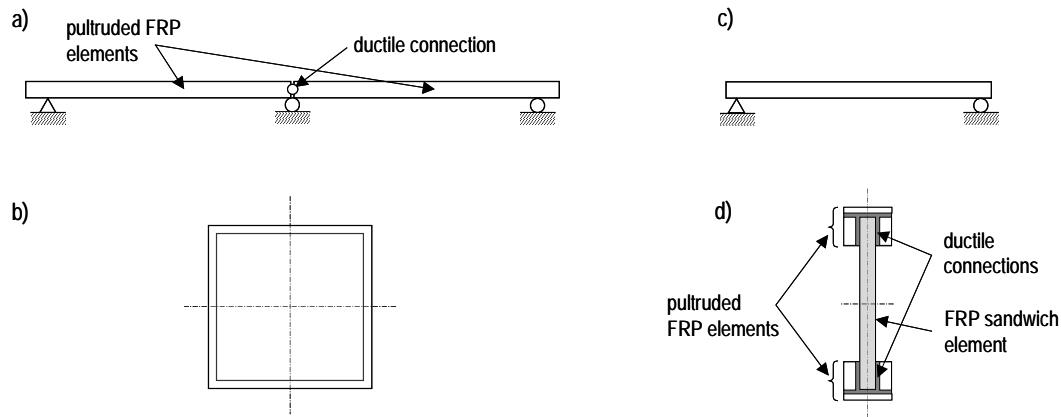 a)
pultruded FRP
elements
ductile connection
c)
b)
d)
ductile
connections
pultruded
FRP elements
FRP sandwich
element